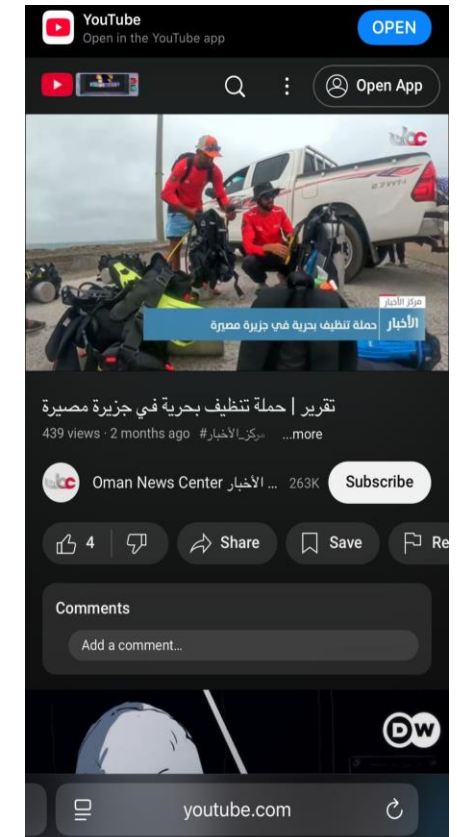 YouTube
Open in the YouTube app
OPEN
Open App
مركز الأخبار
الأخبار حملة تنظيف بحرية في جزيرة مصيرة
تقرير | حملة تنظيف بحرية في جزيرة مصيرة
439 views · 2 months ago #مركز_الأخبار ...more
Oman News Center الأخبار ... 263K Subscribe
4 Share Save Re
Comments
Add a comment...
DW
youtube.com